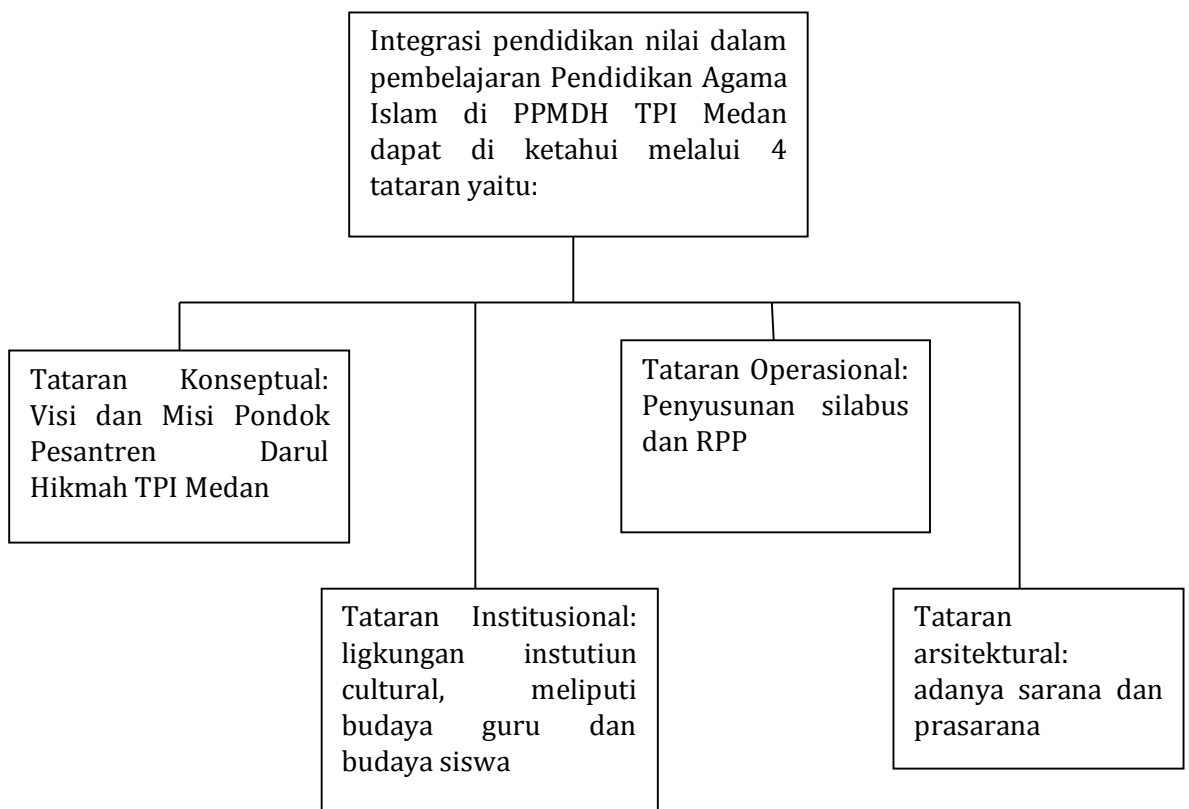 Integrasi pendidikan nilai dalam
pembelajaran Pendidikan Agama
Islam di PPMDH TPI Medan
dapat di ketahui melalui 4
tataran yaitu:
Tataran Konseptual:
Visi dan Misi Pondok
Pesantren Darul
Hikmah TPI Medan
Tataran Institusional:
ligkungan instutiun
cultural, meliputi
budaya guru dan
budaya siswa
Tataran Operasional:
Penyusunan silabus
dan RPP
Tataran
arsitektural:
adanya sarana dan
prasarana